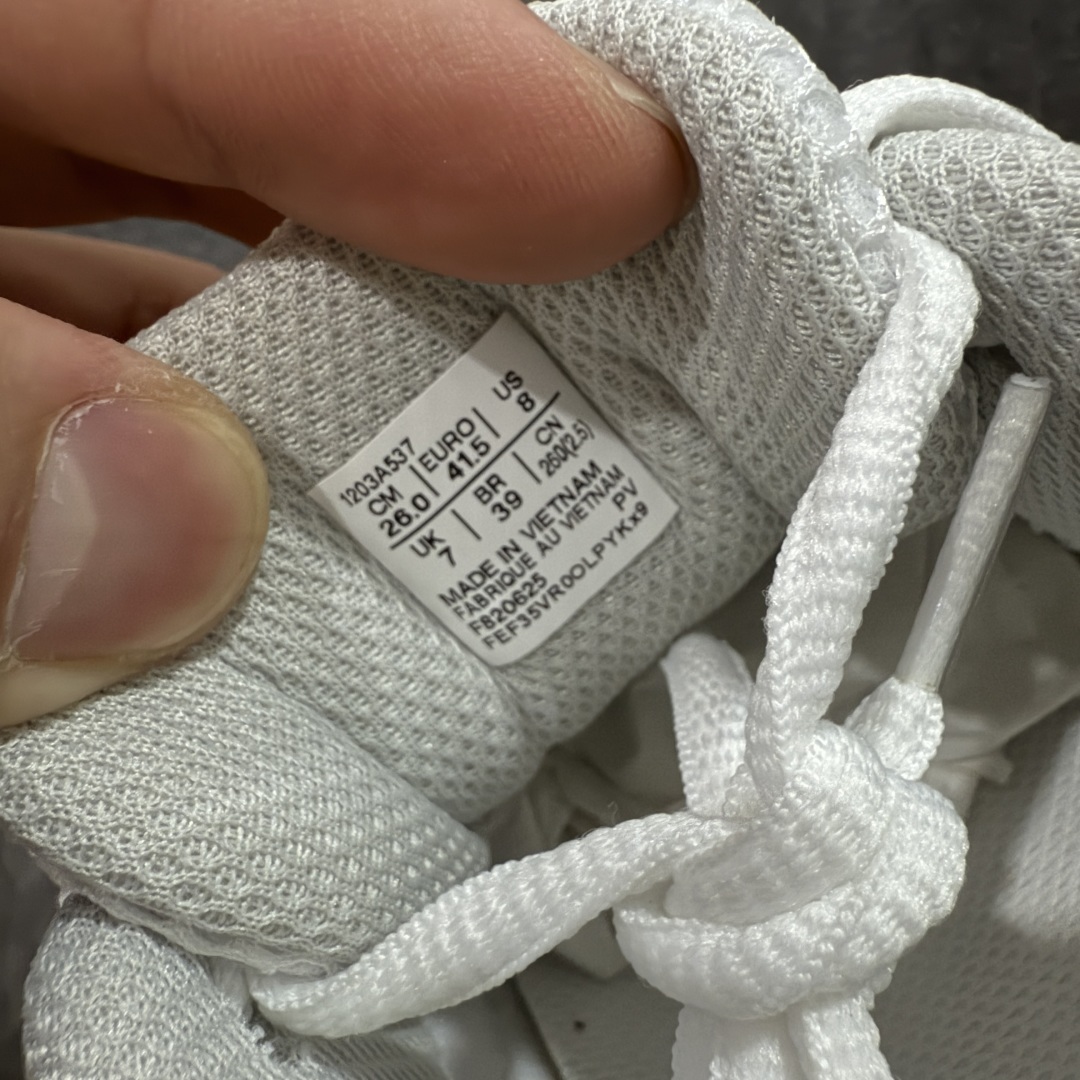 1203A537
CM | EURO | US
26.0 | 41.5 | 8
UK | BR | CN
7 | 39 | 260(2.5)
MADE IN VIETNAM
FABRIQUE AU VIETNAM
F820625 PV
FEF35VR0OLPYKx9